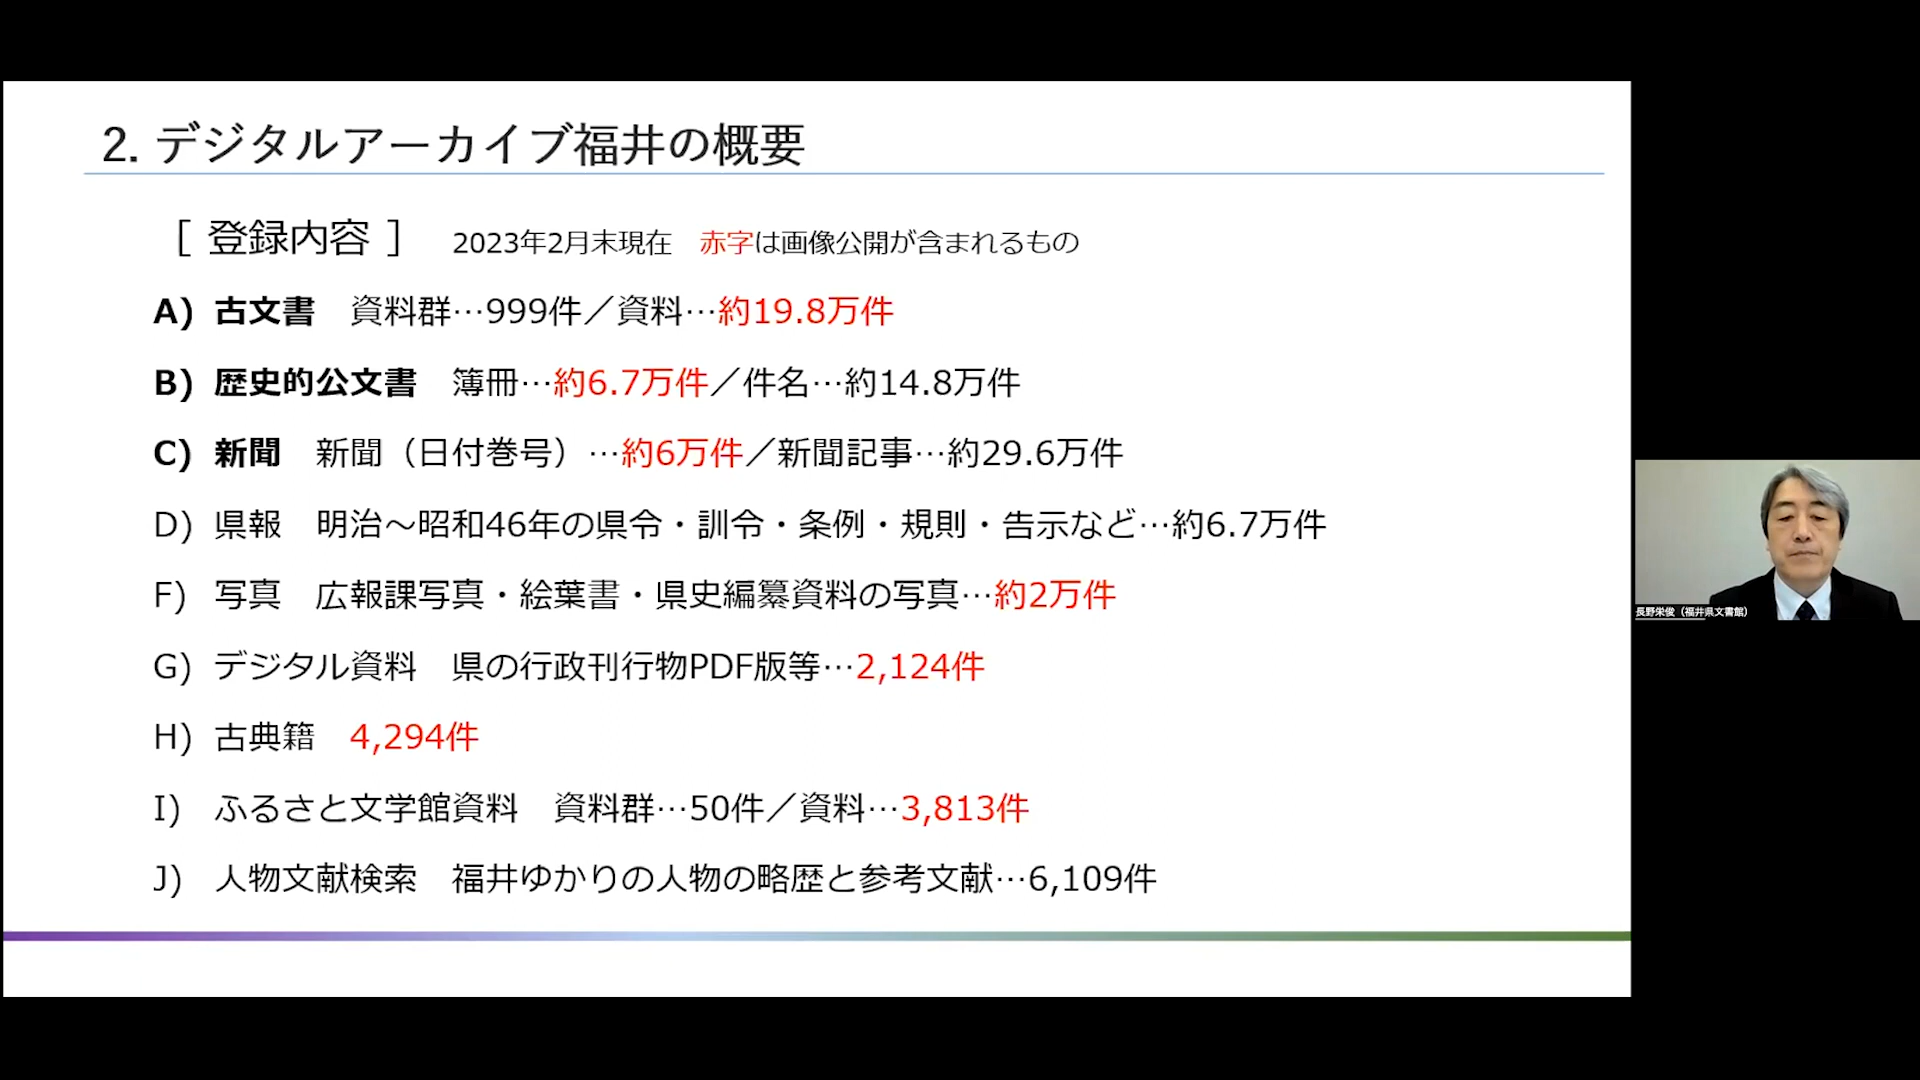 2. デジタルアーカイブ福井の概要
［ 登録内容 ］ 2023年2月末現在 赤字は画像公開が含まれるもの
A) 古文書 資料群…999件／資料…約19.8万件
B) 歴史的公文書 簿冊…約6.7万件／件名…約14.8万件
C) 新聞 新聞（日付巻号）…約6万件／新聞記事…約29.6万件
D) 県報 明治～昭和46年の県令・訓令・条例・規則・告示など…約6.7万件
F) 写真 広報課写真・絵葉書・県史編纂資料の写真…約2万件
G) デジタル資料 県の行政刊行物PDF版等…2,124件
H) 古典籍 4,294件
I) ふるさと文学館資料 資料群…50件／資料…3,813件
J) 人物文献検索 福井ゆかりの人物の略歴と参考文献…6,109件
長野栄俊（福井県文書館）